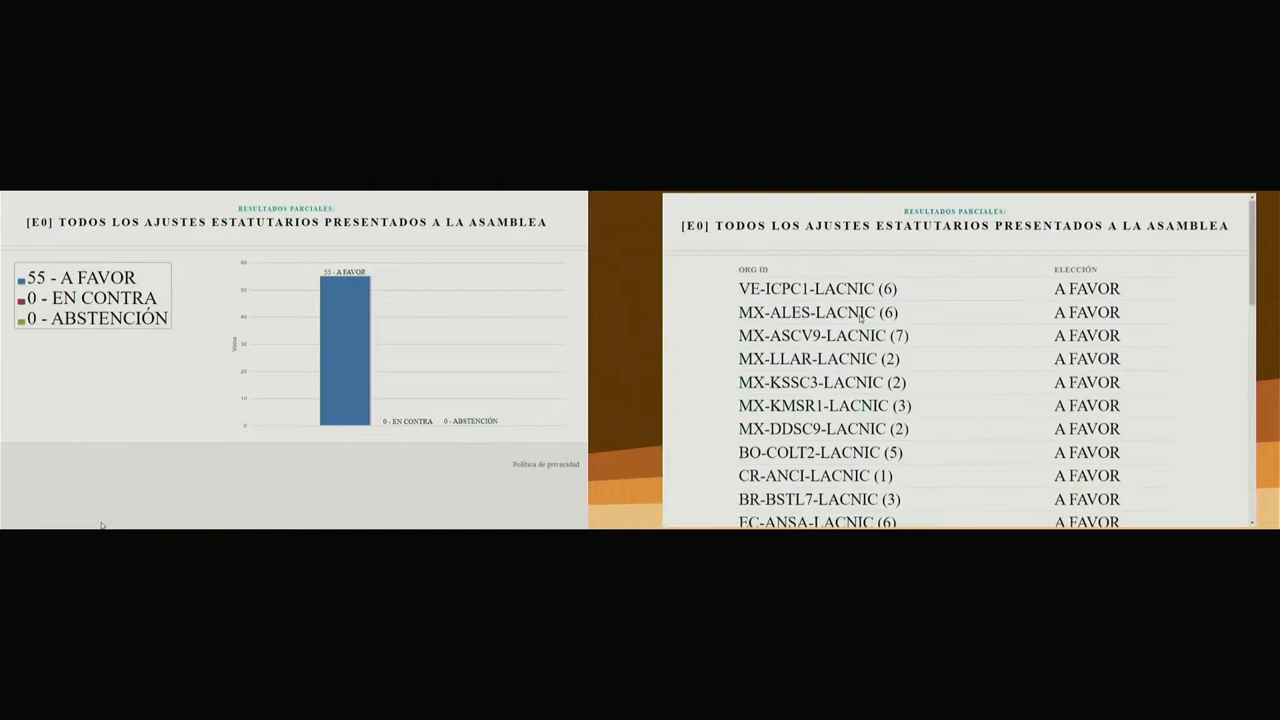 RESULTADOS PARCIALES:
[E0] TODOS LOS AJUSTES ESTATUTARIOS PRESENTADOS A LA ASAMBLEA
55 - A FAVOR
0 - EN CONTRA
0 - ABSTENCIÓN
Votos
60
50
40
30
20
10
0
55 - A FAVOR
0 - EN CONTRA
0 - ABSTENCIÓN
Política de privacidad
RESULTADOS PARCIALES:
[E0] TODOS LOS AJUSTES ESTATUTARIOS PRESENTADOS A LA ASAMBLEA
ORG ID ELECCIÓN
VE-ICPC1-LACNIC (6) A FAVOR
MX-ALES-LACNIC (6) A FAVOR
MX-ASCV9-LACNIC (7) A FAVOR
MX-LLAR-LACNIC (2) A FAVOR
MX-KSSC3-LACNIC (2) A FAVOR
MX-KMSR1-LACNIC (3) A FAVOR
MX-DDSC9-LACNIC (2) A FAVOR
BO-COLT2-LACNIC (5) A FAVOR
CR-ANCI-LACNIC (1) A FAVOR
BR-BSTL7-LACNIC (3) A FAVOR
EC-ANSA-LACNIC (6) A FAVOR